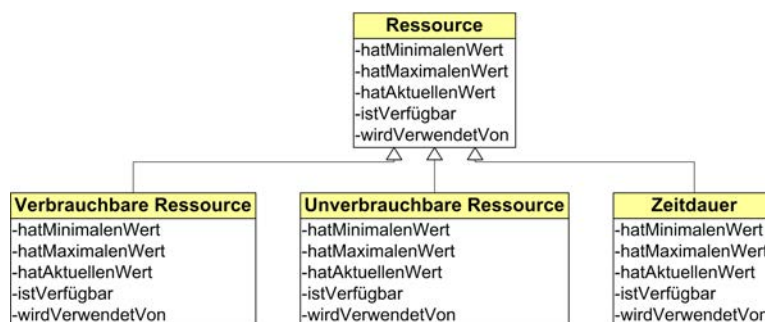 Ressource
-hatMinimalenWert
-hatMaximalenWert
-hatAktuellenWert
-istVerfügbar
-wirdVerwendetVon
Verbrauchbare Ressource
-hatMinimalenWert
-hatMaximalenWert
-hatAktuellenWert
-istVerfügbar
-wirdVerwendetVon
Unverbrauchbare Ressource
-hatMinimalenWert
-hatMaximalenWert
-hatAktuellenWert
-istVerfügbar
-wirdVerwendetVon
Zeitdauer
-hatMinimalenWert
-hatMaximalenWert
-hatAktuellenWert
-istVerfügbar
-wirdVerwendetVon